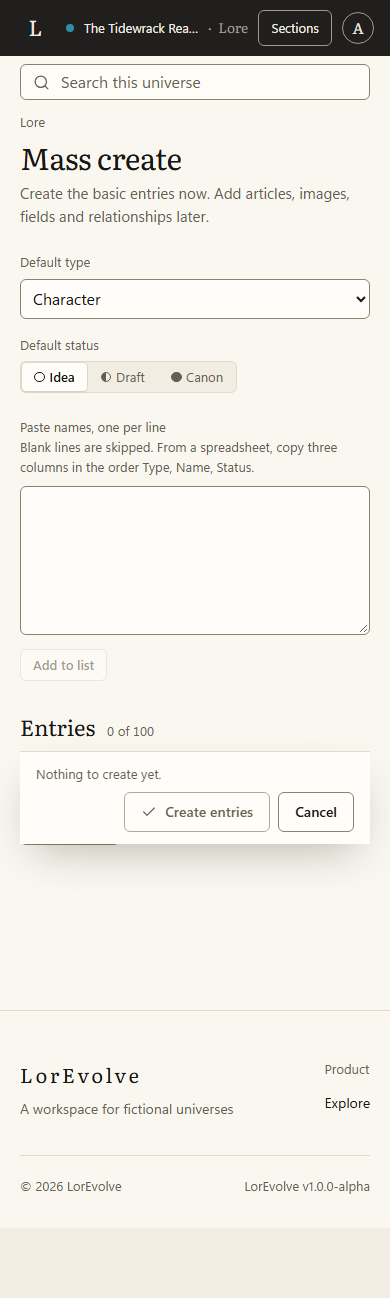 L
The Tidewrack Rea... · Lore
Sections
A
Search this universe
Lore
Mass create
Create the basic entries now. Add articles, images,
fields and relationships later.
Default type
Character
Default status
Idea
Draft
Canon
Paste names, one per line
Blank lines are skipped. From a spreadsheet, copy three
columns in the order Type, Name, Status.
Add to list
Entries 0 of 100
Nothing to create yet.
Create entries
Cancel
LorEvolve
A workspace for fictional universes
Product
Explore
© 2026 LorEvolve
LorEvolve v1.0.0-alpha